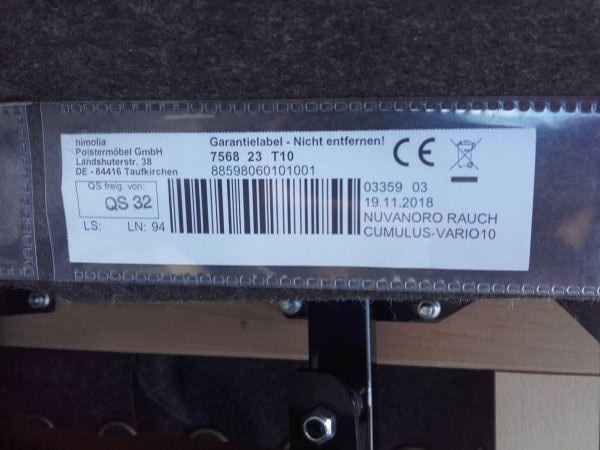 himolla
Polstermöbel GmbH
Landshuterstr. 38
DE - 84416 Taufkirchen
Garantielabel - Nicht entfernen!
7568 23 T10
88598060101001
CE
QS freig. von:
QS 32
LS: LN: 94
03359 03
19.11.2018
NUVANORO RAUCH
CUMULUS-VARIO10